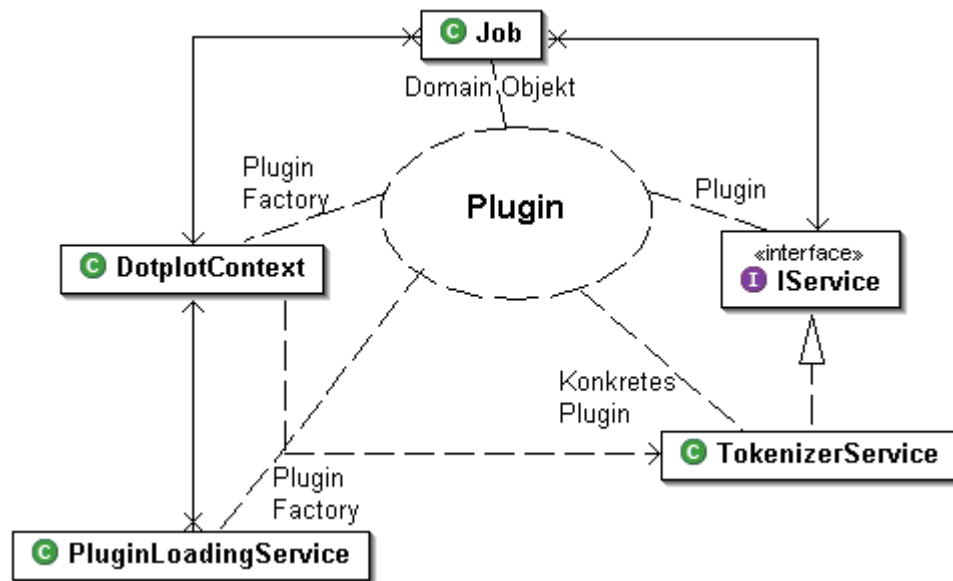 C Job
Domain Objekt
Plugin
Factory
Plugin
Plugin
C DotplotContext
«interface»
I IService
Konkretes
Plugin
C TokenizerService
Plugin
Factory
C PluginLoadingService